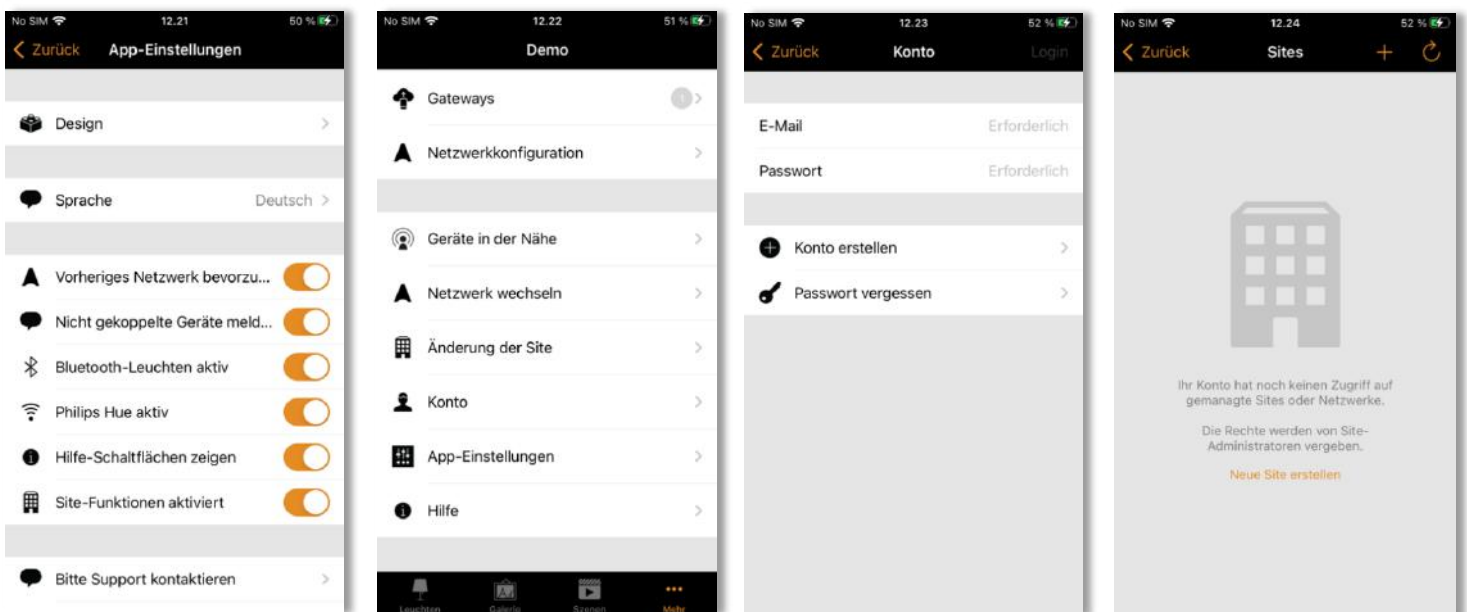 No SIM 12.21 50 %
Zurück App-Einstellungen
Design
Sprache Deutsch
Vorheriges Netzwerk bevorzu...
Nicht gekoppelte Geräte meld...
Bluetooth-Leuchten aktiv
Philips Hue aktiv
Hilfe-Schaltflächen zeigen
Site-Funktionen aktiviert
Bitte Support kontaktieren
No SIM 12.22 51 %
Demo
Gateways 1
Netzwerkkonfiguration
Geräte in der Nähe
Netzwerk wechseln
Änderung der Site
Konto
App-Einstellungen
Hilfe
Leuchten Galerie Szenen Mehr
No SIM 12.23 52 %
Zurück Konto Login
E-Mail Erforderlich
Passwort Erforderlich
Konto erstellen
Passwort vergessen
No SIM 12.24 52 %
Zurück Sites
Ihr Konto hat noch keinen Zugriff auf
gemanagte Sites oder Netzwerke.
Die Rechte werden von Site-
Administratoren vergeben.
Neue Site erstellen